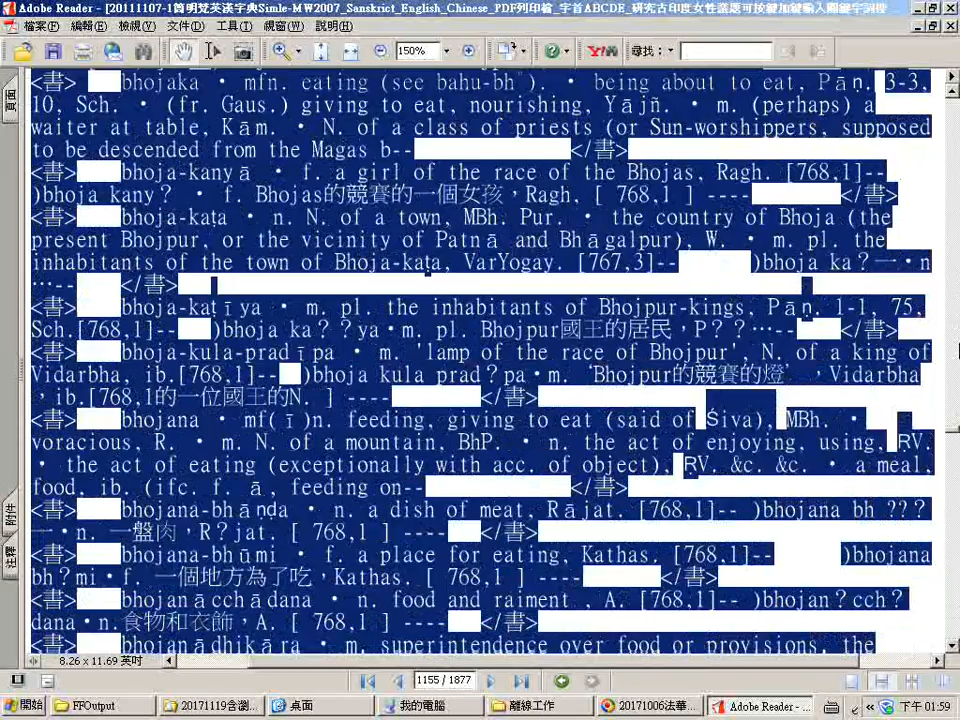 Adobe Reader - [20111107-1簡明梵英漢字典Simle-MW2007_Sanskrict_English_Chinese_PDF列印檔_字首ABCDE_研究古印度女性議題可按鍵輸入關鍵字詞搜
檔案(F) 編輯(E) 檢視(V) 文件(D) 工具(T) 視窗(W) 說明(H)
150% Y! 尋找：
頁面
<書> bhojaka ‧ mfn. eating (see bahu-bh°). ‧ being about to eat, Pāṇ. 3-3,
10, Sch. ‧ (fr. Gaus.) giving to eat, nourishing, Yājñ. ‧ m. (perhaps) a
waiter at table, Kām. ‧ N. of a class of priests (or Sun-worshippers, supposed
to be descended from the Magas b-- </書>
<書> bhoja-kanyā ‧ f. a girl of the race of the Bhojas, Ragh. [768,1]--
)bhoja kany? ‧ f. Bhojas的競賽的一個女孩，Ragh. [ 768,1 ] ---- </書>
<書> bhoja-kaṭa ‧ n. N. of a town, MBh. Pur. ‧ the country of Bhoja (the
present Bhojpur, or the vicinity of Patnā and Bhāgalpur), W. ‧ m. pl. the
inhabitants of the town of Bhoja-kaṭa, VarYogay. [767,3]-- )bhoja ka？一‧n
…-- </書>
<書> bhoja-kaṭīya ‧ m. pl. the inhabitants of Bhojpur-kings, Pāṇ. 1-1, 75,
Sch.[768,1]-- )bhoja ka？？ya‧m. pl. Bhojpur國王的居民，P？？…-- </書>
<書> bhoja-kula-pradīpa ‧ m. 'lamp of the race of Bhojpur', N. of a king of
Vidarbha, ib.[768,1]-- )bhoja kula prad？pa‧m. ‘Bhojpur的競賽的燈’，Vidarbha
，ib.[768,1的一位國王的N. ] ---- </書>
<書> bhojana ‧ mf(ī)n. feeding, giving to eat (said of Śiva), MBh. ‧
voracious, R. ‧ m. N. of a mountain, BhP. ‧ n. the act of enjoying, using, ṚV.
‧ the act of eating (exceptionally with acc. of object), ṚV. &c. &c. ‧ a meal,
food, ib. (ifc. f. ā, feeding on-- </書>
<書> bhojana-bhāṇḍa ‧ n. a dish of meat, Rājat. [768,1]-- )bhojana bh ???
一‧n. 一盤肉，R？jat. [ 768,1 ] ---- </書>
<書> bhojana-bhūmi ‧ f. a place for eating, Kathas. [768,1]-- )bhojana
bh？mi‧f. 一個地方為了吃，Kathas. [ 768,1 ] ---- </書>
<書> bhojanācchādana ‧ n. food and raiment , A. [768,1]-- )bhojan？cch？
dana‧n.食物和衣飾，A. [ 768,1 ] ---- </書>
<書> bhojanādhikāra ‧ m. superintendence over food or provisions, the
附件
注釋
8.26 x 11.69 英吋
1155 / 1877
開始 FFOutput 20171119含瀏... 桌面 我的電腦 離線工作 20171006法華... Adobe Reader - ... 下午 01:59